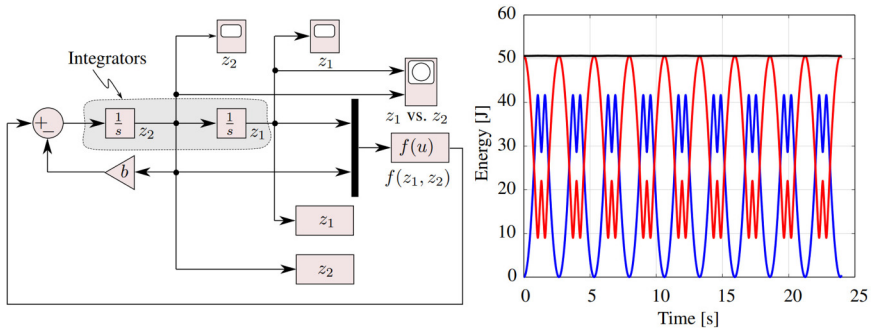 Integrators
z₂
z₁
z₁ vs. z₂
+
−
1/s
z₂
1/s
z₁
f(u)
f(z₁, z₂)
b
z₁
z₂
Energy [J]
60
50
40
30
20
10
0
0 5 10 15 20 25
Time [s]